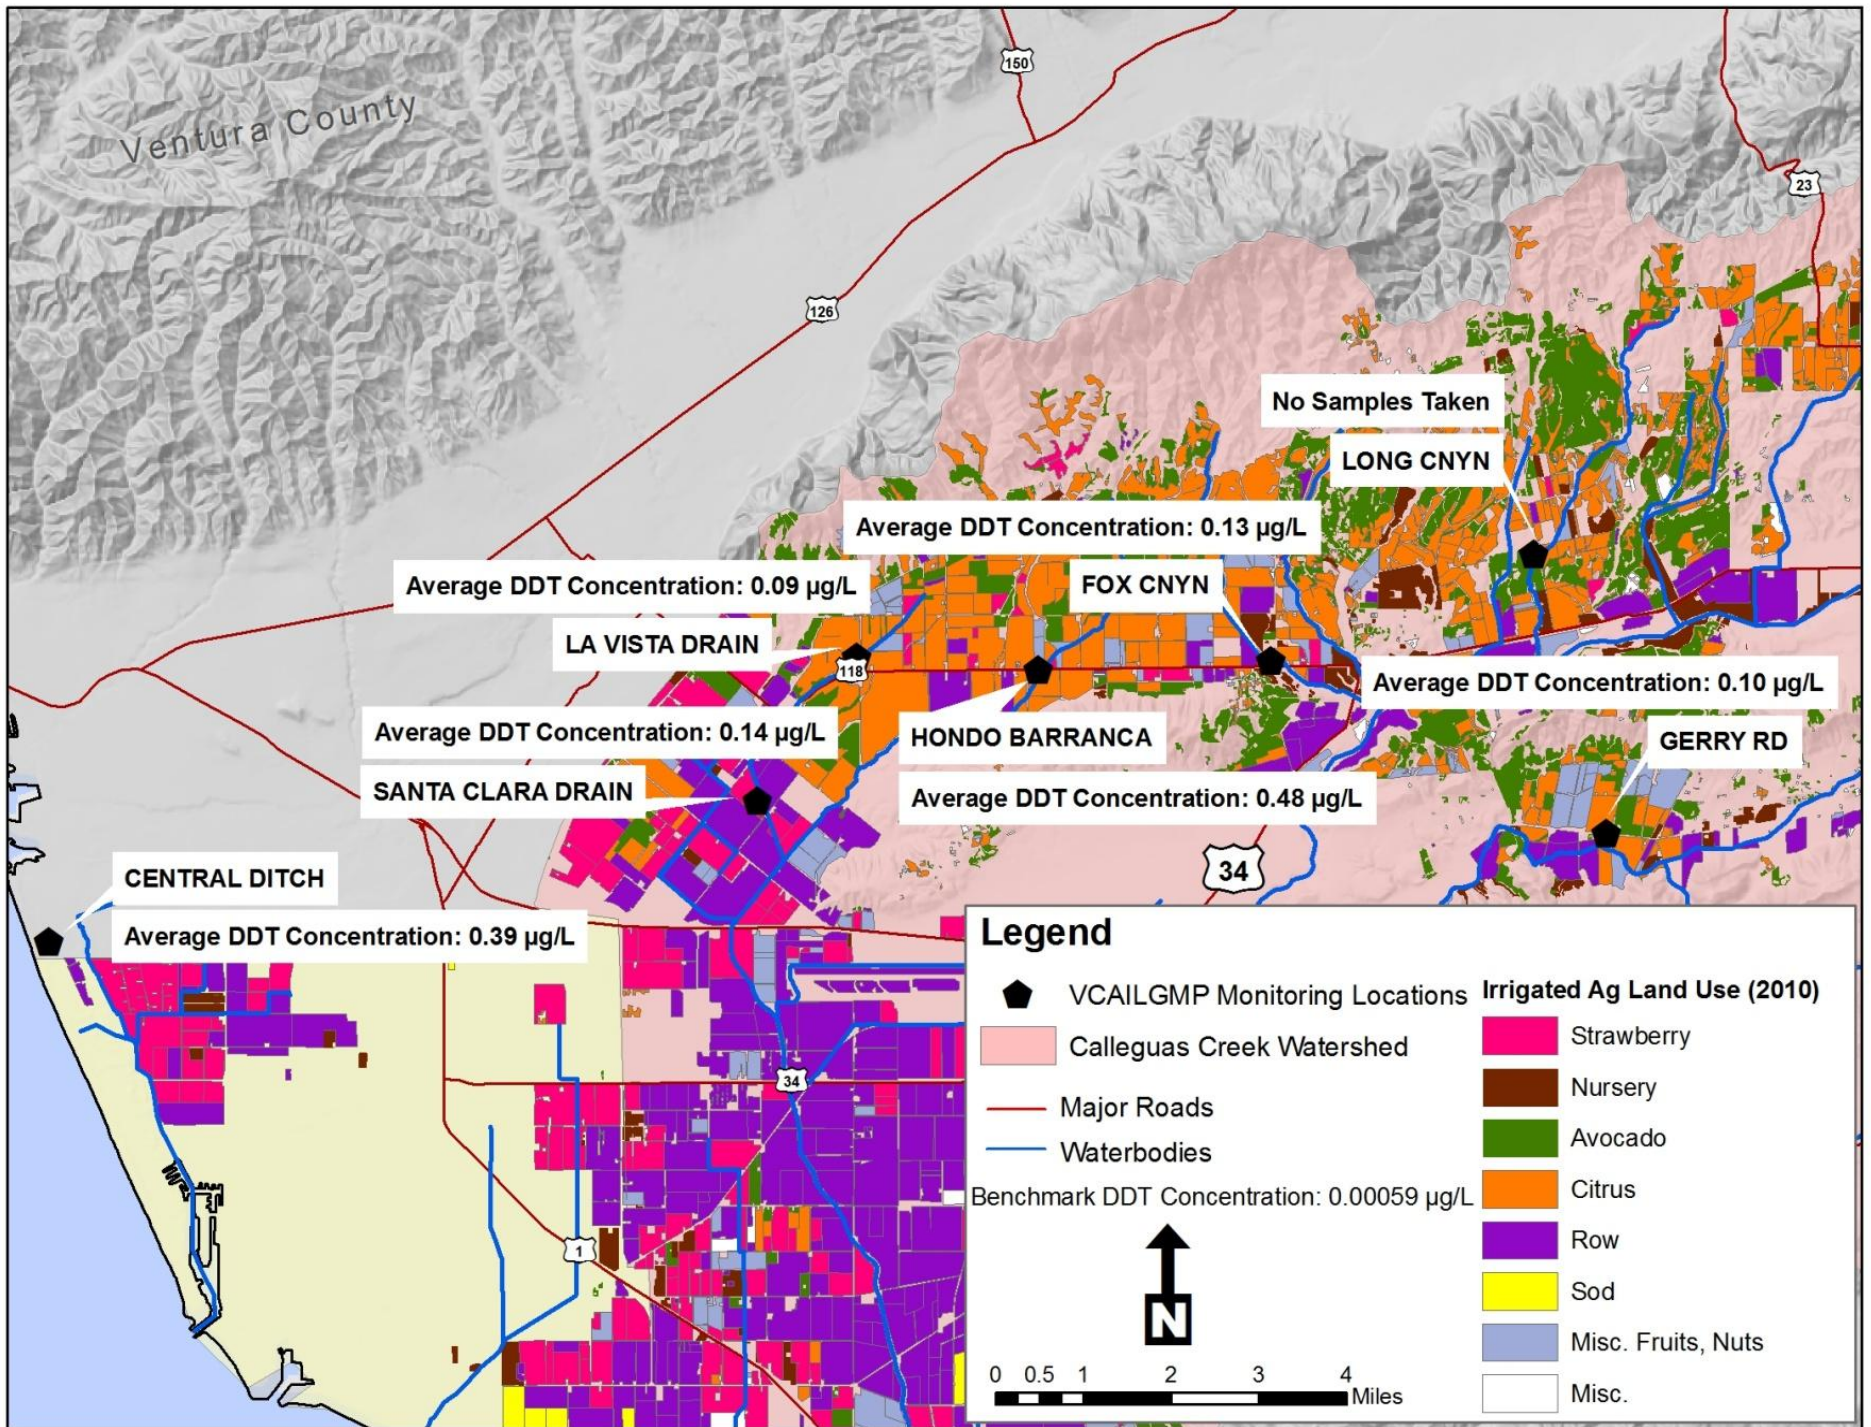 150
Ventura County
23
126
No Samples Taken
LONG CNYN
Average DDT Concentration: 0.13 µg/L
Average DDT Concentration: 0.09 µg/L
FOX CNYN
LA VISTA DRAIN
118
Average DDT Concentration: 0.10 µg/L
Average DDT Concentration: 0.14 µg/L
HONDO BARRANCA
GERRY RD
SANTA CLARA DRAIN
Average DDT Concentration: 0.48 µg/L
34
CENTRAL DITCH
Average DDT Concentration: 0.39 µg/L
34
1
Legend
VCAILGMP Monitoring Locations
Calleguas Creek Watershed
Major Roads
Waterbodies
Benchmark DDT Concentration: 0.00059 µg/L
N
0 0.5 1 2 3 4
Miles
Irrigated Ag Land Use (2010)
Strawberry
Nursery
Avocado
Citrus
Row
Sod
Misc. Fruits, Nuts
Misc.